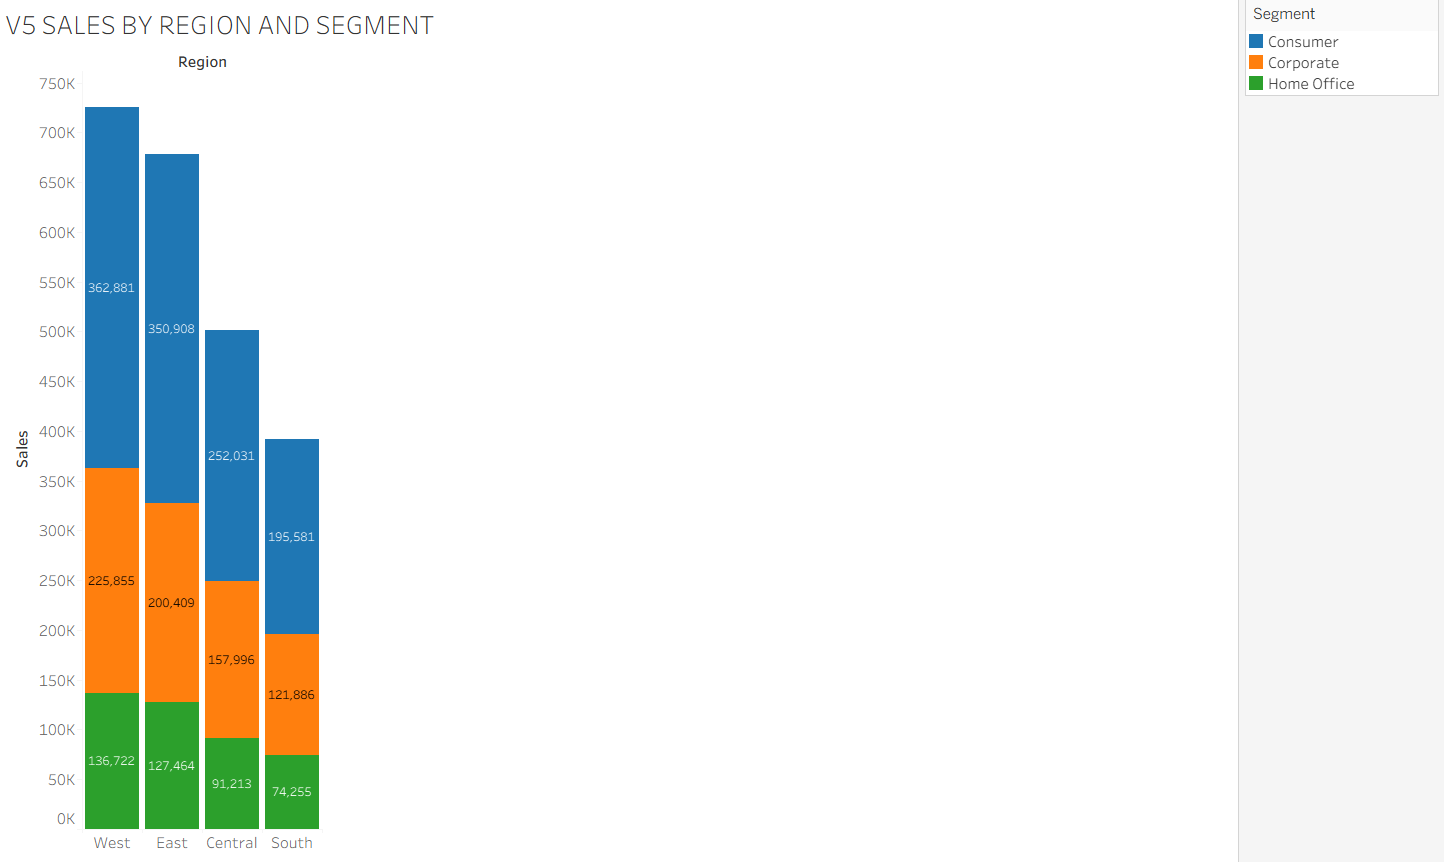 V5 SALES BY REGION AND SEGMENT
Region
Sales
750K
700K
650K
600K
550K
500K
450K
400K
350K
300K
250K
200K
150K
100K
50K
0K
362,881
225,855
136,722
350,908
200,409
127,464
252,031
157,996
91,213
195,581
121,886
74,255
West East Central South
Segment
Consumer
Corporate
Home Office